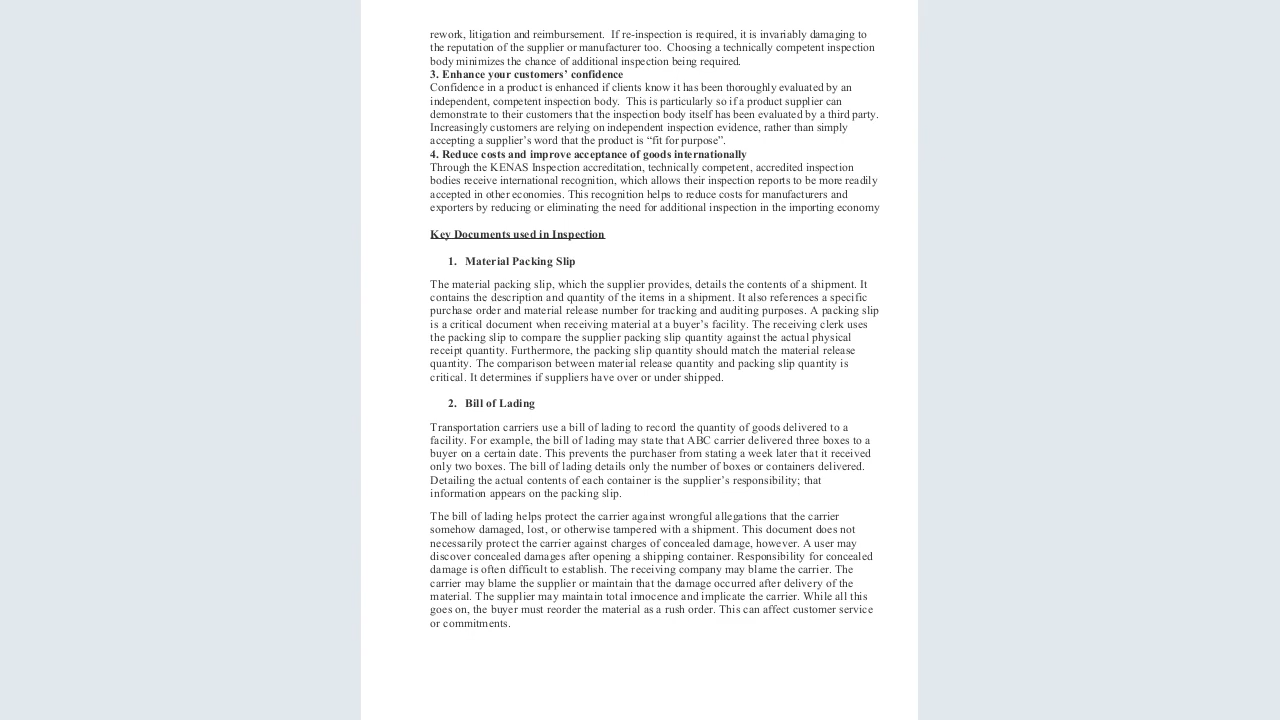 rework, litigation and reimbursement.  If re-inspection is required, it is invariably damaging to
the reputation of the supplier or manufacturer too.  Choosing a technically competent inspection
body minimizes the chance of additional inspection being required.
3. Enhance your customers’ confidence
Confidence in a product is enhanced if clients know it has been thoroughly evaluated by an
independent, competent inspection body.  This is particularly so if a product supplier can
demonstrate to their customers that the inspection body itself has been evaluated by a third party.
Increasingly customers are relying on independent inspection evidence, rather than simply
accepting a supplier’s word that the product is “fit for purpose”.
4. Reduce costs and improve acceptance of goods internationally
Through the KENAS Inspection accreditation, technically competent, accredited inspection
bodies receive international recognition, which allows their inspection reports to be more readily
accepted in other economies. This recognition helps to reduce costs for manufacturers and
exporters by reducing or eliminating the need for additional inspection in the importing economy
Key Documents used in Inspection
1. Material Packing Slip
The material packing slip, which the supplier provides, details the contents of a shipment. It
contains the description and quantity of the items in a shipment. It also references a specific
purchase order and material release number for tracking and auditing purposes. A packing slip
is a critical document when receiving material at a buyer’s facility. The receiving clerk uses
the packing slip to compare the supplier packing slip quantity against the actual physical
receipt quantity. Furthermore, the packing slip quantity should match the material release
quantity. The comparison between material release quantity and packing slip quantity is
critical. It determines if suppliers have over or under shipped.
2. Bill of Lading
Transportation carriers use a bill of lading to record the quantity of goods delivered to a
facility. For example, the bill of lading may state that ABC carrier delivered three boxes to a
buyer on a certain date. This prevents the purchaser from stating a week later that it received
only two boxes. The bill of lading details only the number of boxes or containers delivered.
Detailing the actual contents of each container is the supplier’s responsibility; that
information appears on the packing slip.
The bill of lading helps protect the carrier against wrongful allegations that the carrier
somehow damaged, lost, or otherwise tampered with a shipment. This document does not
necessarily protect the carrier against charges of concealed damage, however. A user may
discover concealed damages after opening a shipping container. Responsibility for concealed
damage is often difficult to establish. The receiving company may blame the carrier. The
carrier may blame the supplier or maintain that the damage occurred after delivery of the
material. The supplier may maintain total innocence and implicate the carrier. While all this
goes on, the buyer must reorder the material as a rush order. This can affect customer service
or commitments.